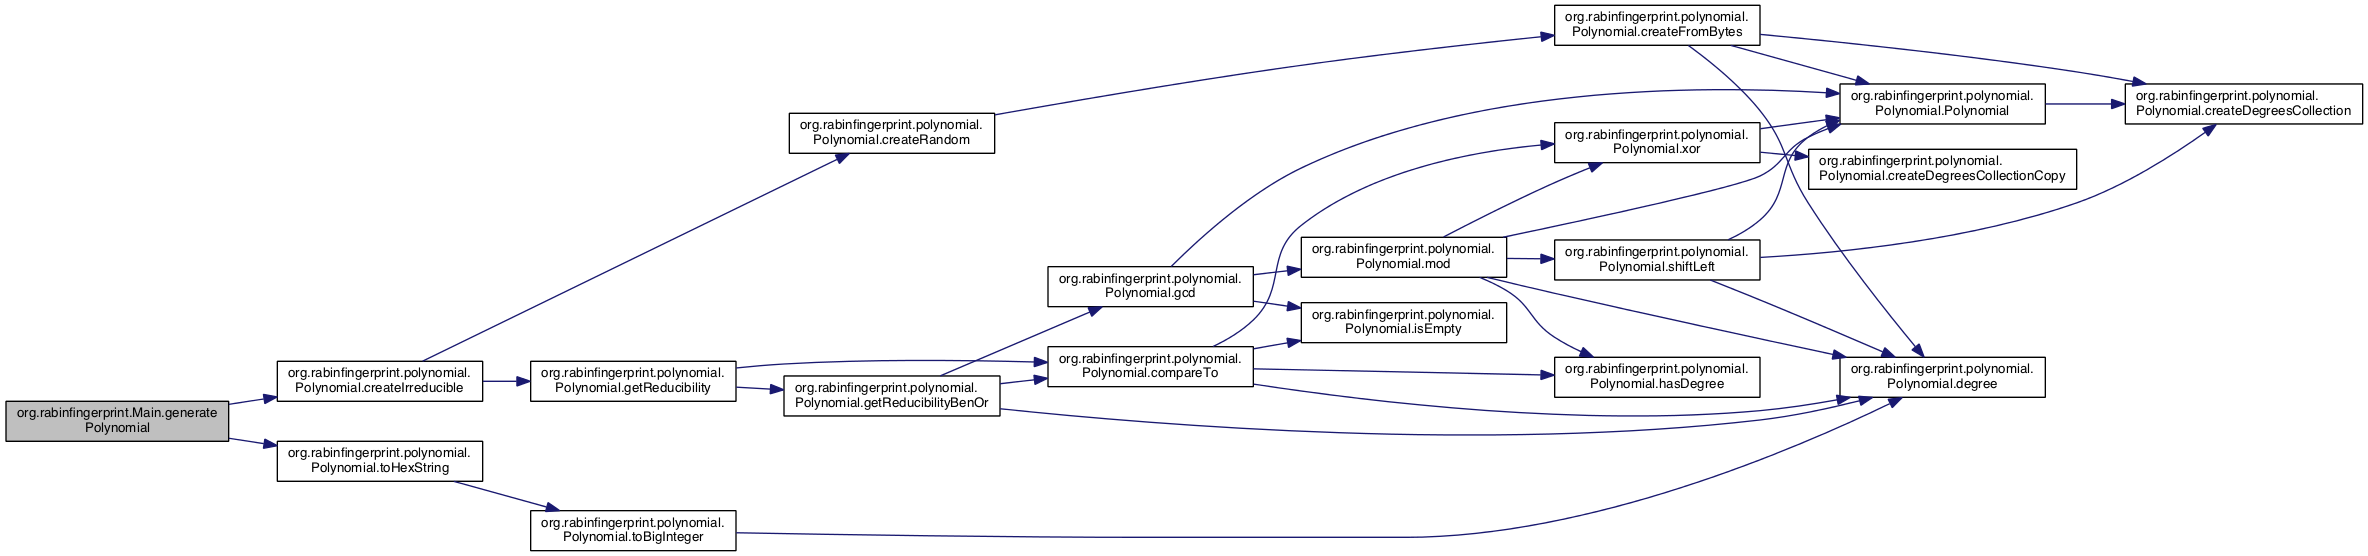 org.rabinfingerprint.Main.generate
Polynomial
org.rabinfingerprint.polynomial.
Polynomial.createIrreducible
org.rabinfingerprint.polynomial.
Polynomial.toHexString
org.rabinfingerprint.polynomial.
Polynomial.getReducibility
org.rabinfingerprint.polynomial.
Polynomial.toBigInteger
org.rabinfingerprint.polynomial.
Polynomial.createRandom
org.rabinfingerprint.polynomial.
Polynomial.getReducibilityBenOr
org.rabinfingerprint.polynomial.
Polynomial.gcd
org.rabinfingerprint.polynomial.
Polynomial.compareTo
org.rabinfingerprint.polynomial.
Polynomial.mod
org.rabinfingerprint.polynomial.
Polynomial.isEmpty
org.rabinfingerprint.polynomial.
Polynomial.createFromBytes
org.rabinfingerprint.polynomial.
Polynomial.xor
org.rabinfingerprint.polynomial.
Polynomial.shiftLeft
org.rabinfingerprint.polynomial.
Polynomial.hasDegree
org.rabinfingerprint.polynomial.
Polynomial.Polynomial
org.rabinfingerprint.polynomial.
Polynomial.createDegreesCollectionCopy
org.rabinfingerprint.polynomial.
Polynomial.degree
org.rabinfingerprint.polynomial.
Polynomial.createDegreesCollection